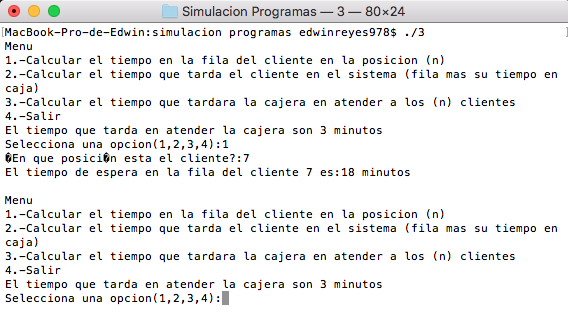 Simulacion Programas — 3 — 80×24
[MacBook-Pro-de-Edwin:simulacion programas edwinreyes978$ ./3 ]
Menu
1.-Calcular el tiempo en la fila del cliente en la posicion (n)
2.-Calcular el tiempo que tarda el cliente en el sistema (fila mas su tiempo en
caja)
3.-Calcular el tiempo que tardara la cajera en atender a los (n) clientes
4.-Salir
El tiempo que tarda en atender la cajera son 3 minutos
Selecciona una opcion(1,2,3,4):1
�En que posici�n esta el cliente?:7
El tiempo de espera en la fila del cliente 7 es:18 minutos
Menu
1.-Calcular el tiempo en la fila del cliente en la posicion (n)
2.-Calcular el tiempo que tarda el cliente en el sistema (fila mas su tiempo en
caja)
3.-Calcular el tiempo que tardara la cajera en atender a los (n) clientes
4.-Salir
El tiempo que tarda en atender la cajera son 3 minutos
Selecciona una opcion(1,2,3,4):